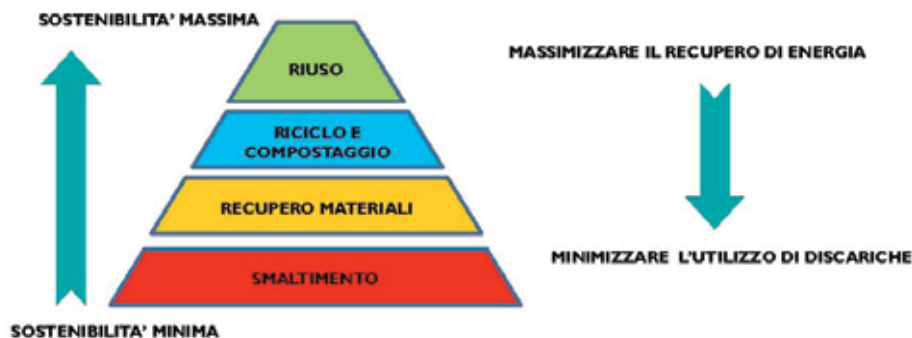 SOSTENIBILITA' MASSIMA
MASSIMIZZARE IL RECUPERO DI ENERGIA
RIUSO
RICICLO E
COMPOSTAGGIO
RECUPERO MATERIALI
SMALTIMENTO
MINIMIZZARE L'UTILIZZO DI DISCARICHE
SOSTENIBILITA' MINIMA